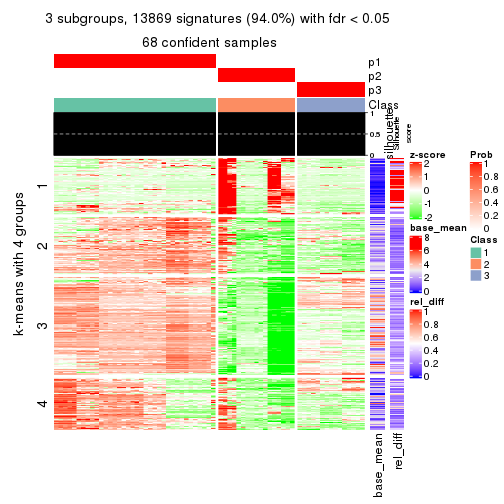 3 subgroups, 13869 signatures (94.0%) with fdr < 0.05
68 confident samples
p1
p2
p3
Class
1
0.5
0
silhouette
Silhouette
score
k-means with 4 groups
1
2
3
4
base_mean
rel_diff
z-score
2
1
0
-1
-2
base_mean
8
6
4
2
0
rel_diff
1
0.8
0.6
0.4
0.2
0
Prob
1
0.8
0.6
0.4
0.2
0
Class
1
2
3